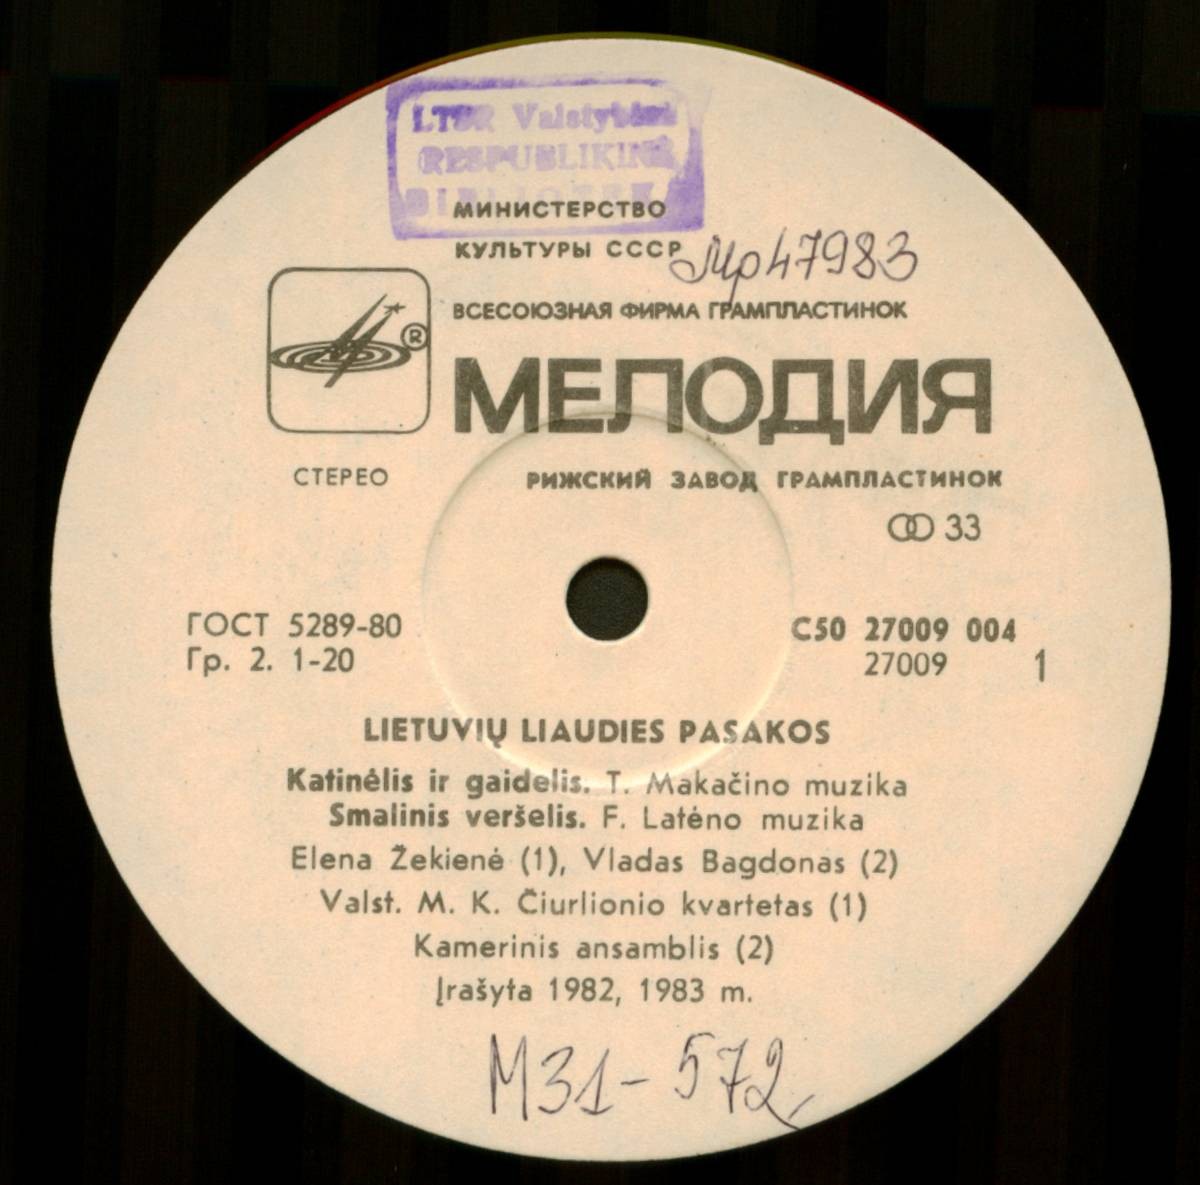 LTSR Valstybinė
RESPUBLIKINĖ
МИНИСТЕРСТВО
КУЛЬТУРЫ СССР
Мр47983
ВСЕСОЮЗНАЯ ФИРМА ГРАМПЛАСТИНОК
®
МЕЛОДИЯ
СТЕРЕО
РИЖСКИЙ ЗАВОД ГРАМПЛАСТИНОК
33
ГОСТ 5289-80
С50 27009 004
Гр. 2. 1-20
27009
1
LIETUVIŲ LIAUDIES PASAKOS
Katinėlis ir gaidelis. T. Makačino muzika
Smalinis veršelis. F. Latėno muzika
Elena Žekienė (1), Vladas Bagdonas (2)
Valst. M. K. Čiurlionio kvartetas (1)
Kamerinis ansamblis (2)
Įrašyta 1982, 1983 m.
M31-572